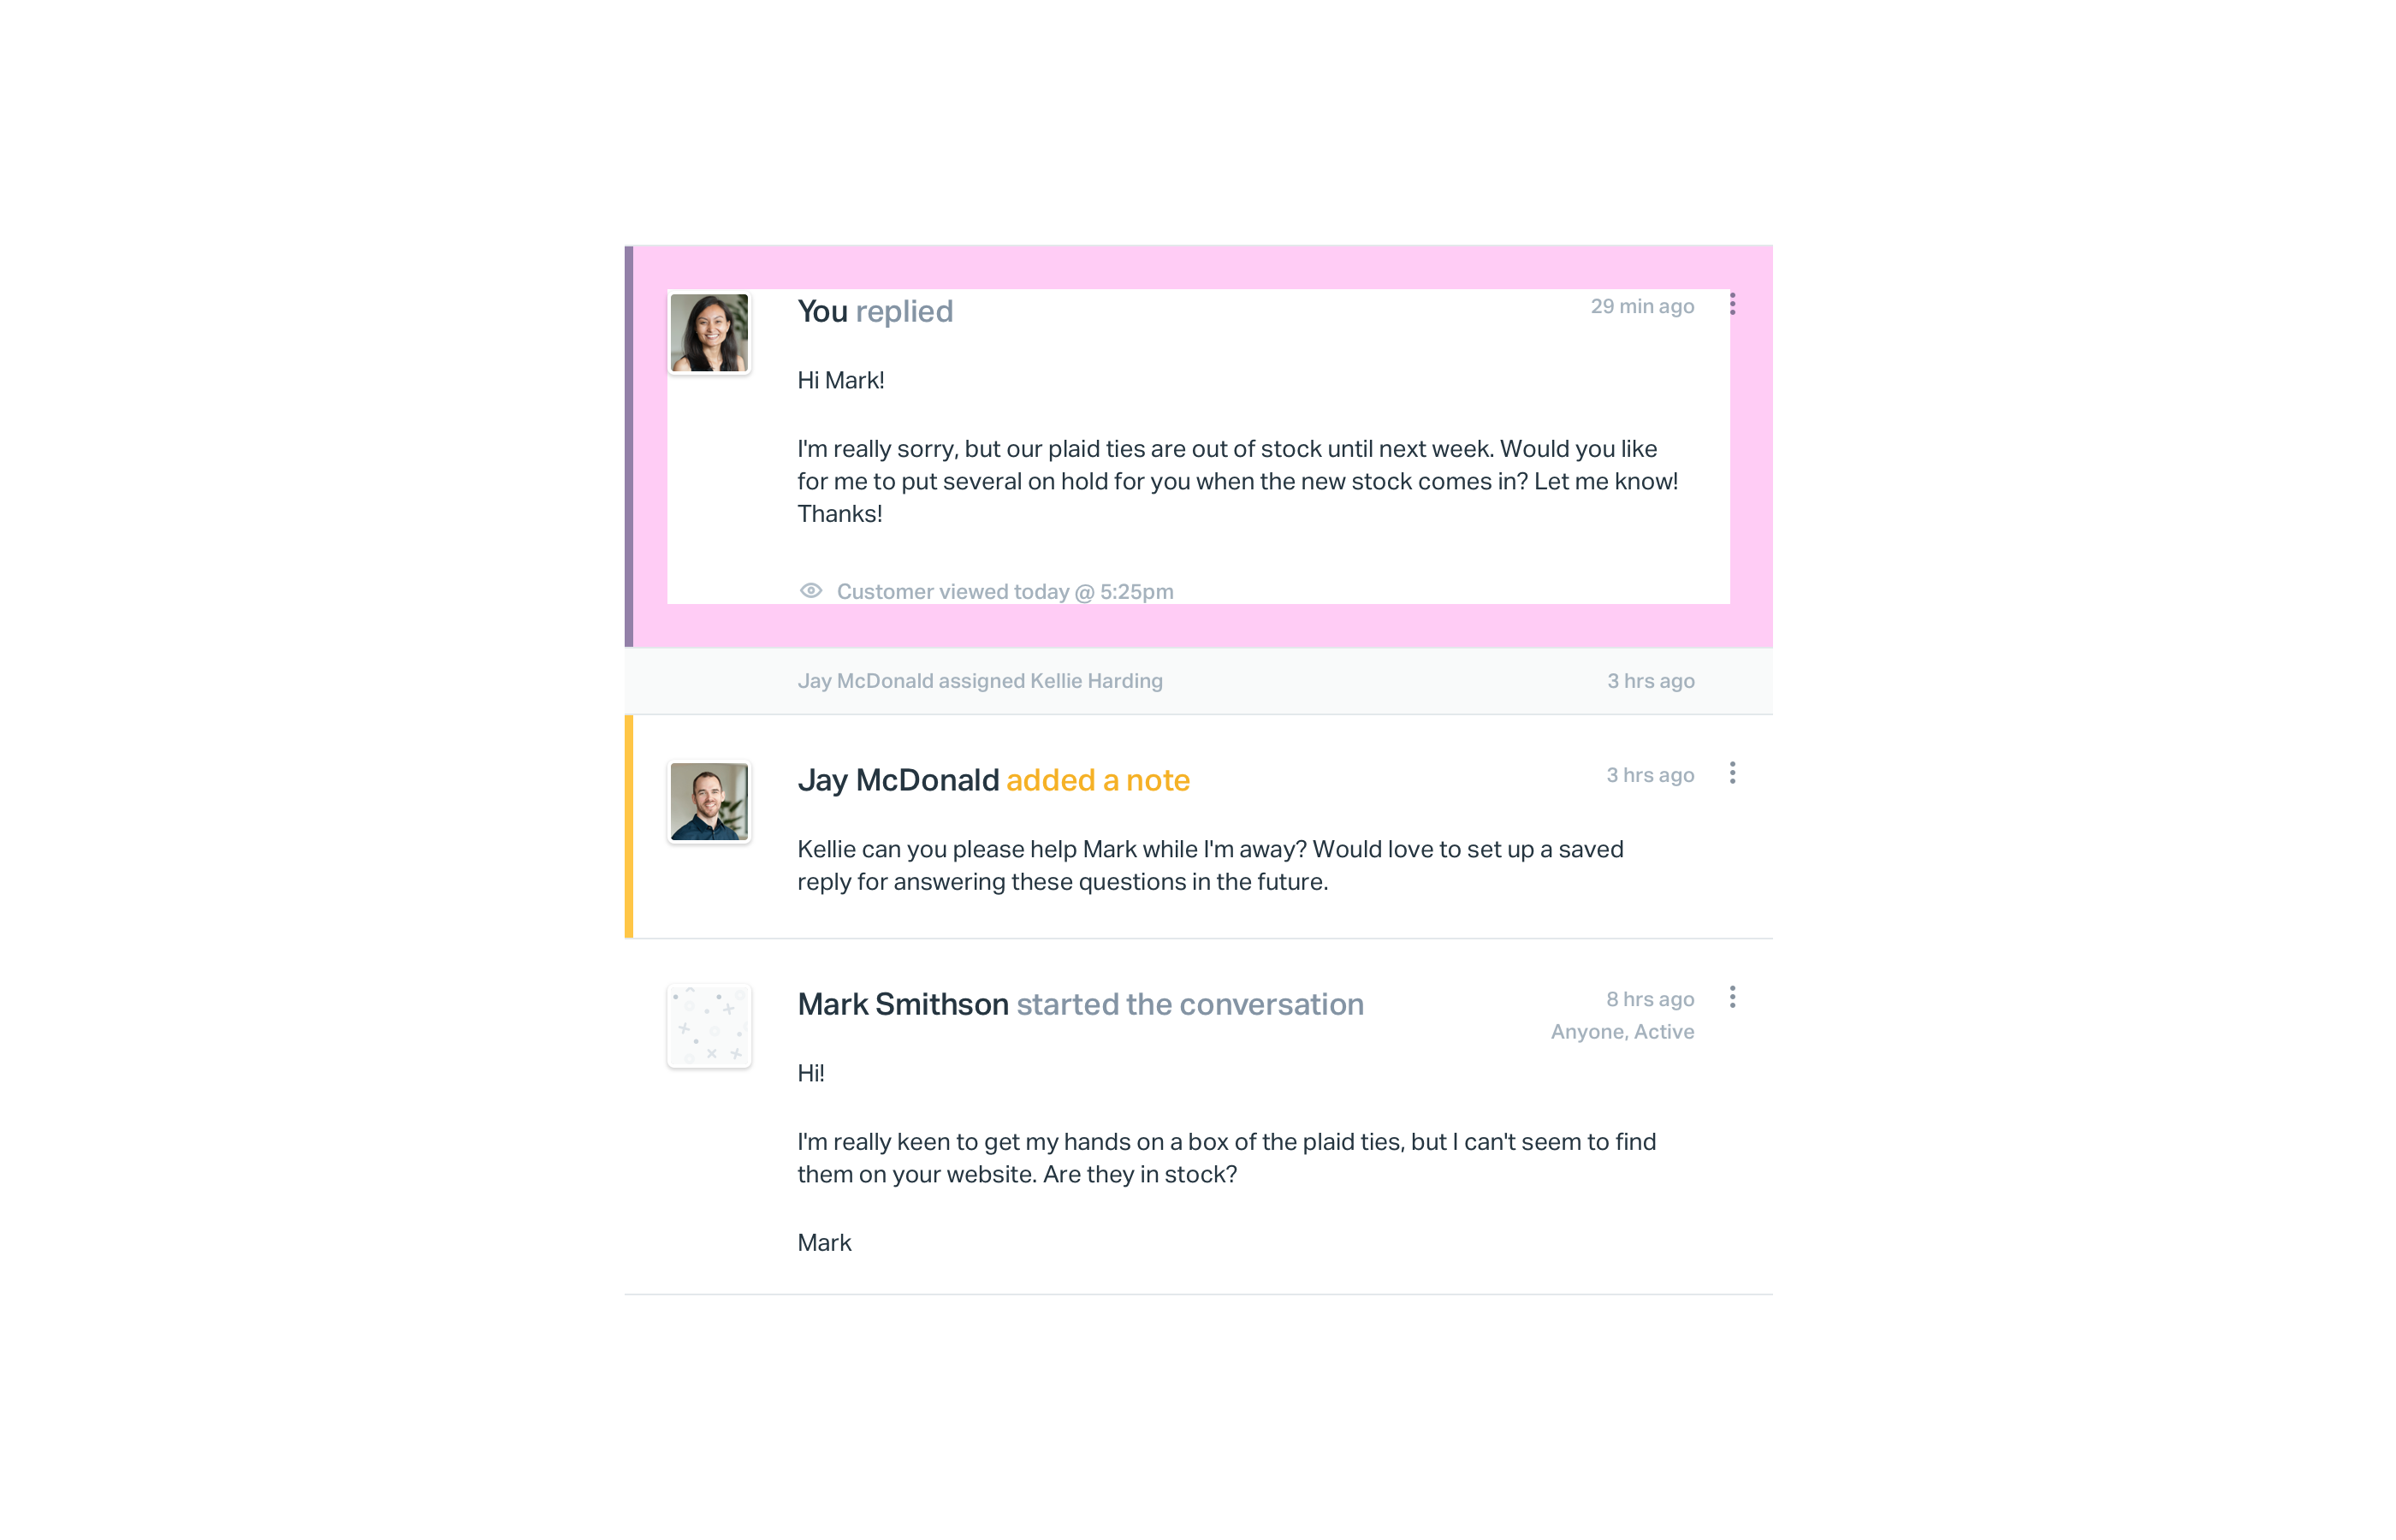 You replied
29 min ago
Hi Mark!
I'm really sorry, but our plaid ties are out of stock until next week. Would you like
for me to put several on hold for you when the new stock comes in? Let me know!
Thanks!
Customer viewed today @ 5:25pm
Jay McDonald assigned Kellie Harding
3 hrs ago
Jay McDonald added a note
3 hrs ago
Kellie can you please help Mark while I'm away? Would love to set up a saved
reply for answering these questions in the future.
Mark Smithson started the conversation
8 hrs ago
Anyone, Active
Hi!
I'm really keen to get my hands on a box of the plaid ties, but I can't seem to find
them on your website. Are they in stock?
Mark